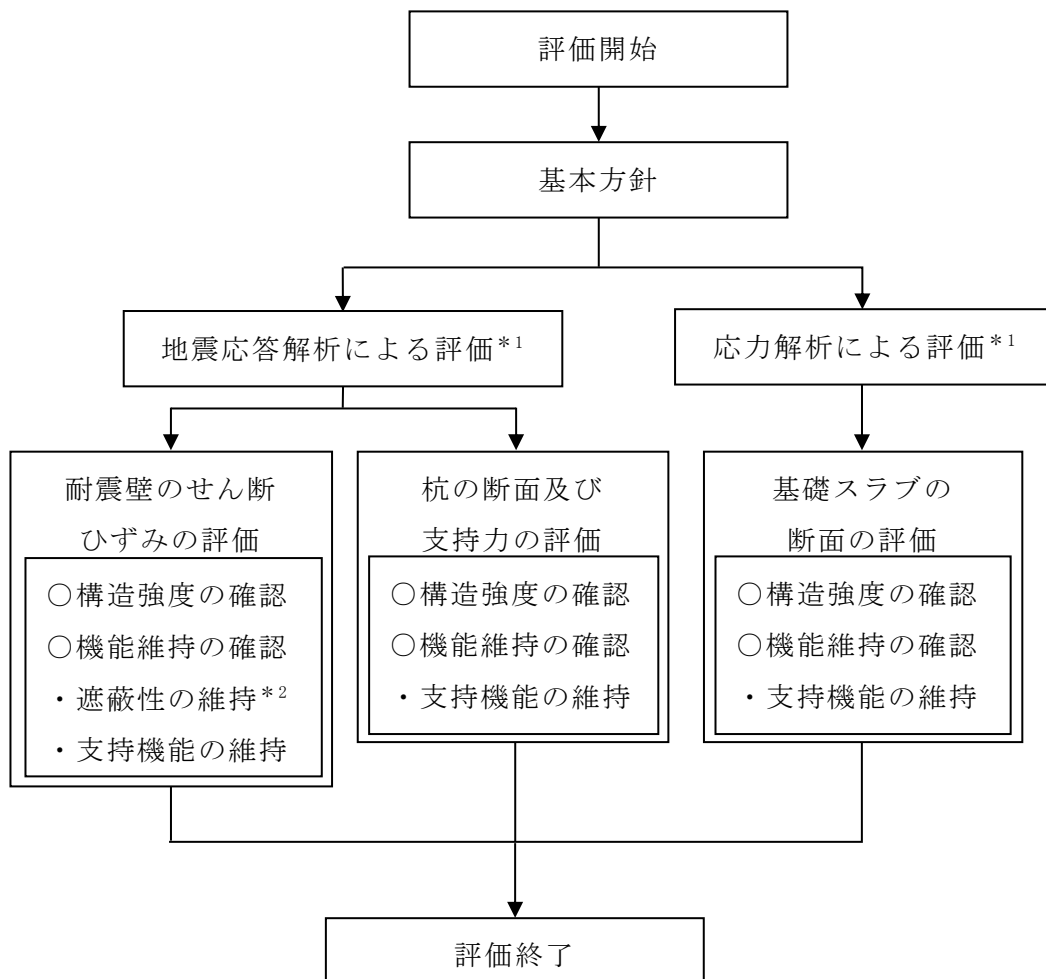 評価開始
基本方針
地震応答解析による評価*1
応力解析による評価*1
耐震壁のせん断
ひずみの評価
○構造強度の確認
○機能維持の確認
・遮蔽性の維持*2
・支持機能の維持
杭の断面及び
支持力の評価
○構造強度の確認
○機能維持の確認
・支持機能の維持
基礎スラブの
断面の評価
○構造強度の確認
○機能維持の確認
・支持機能の維持
評価終了